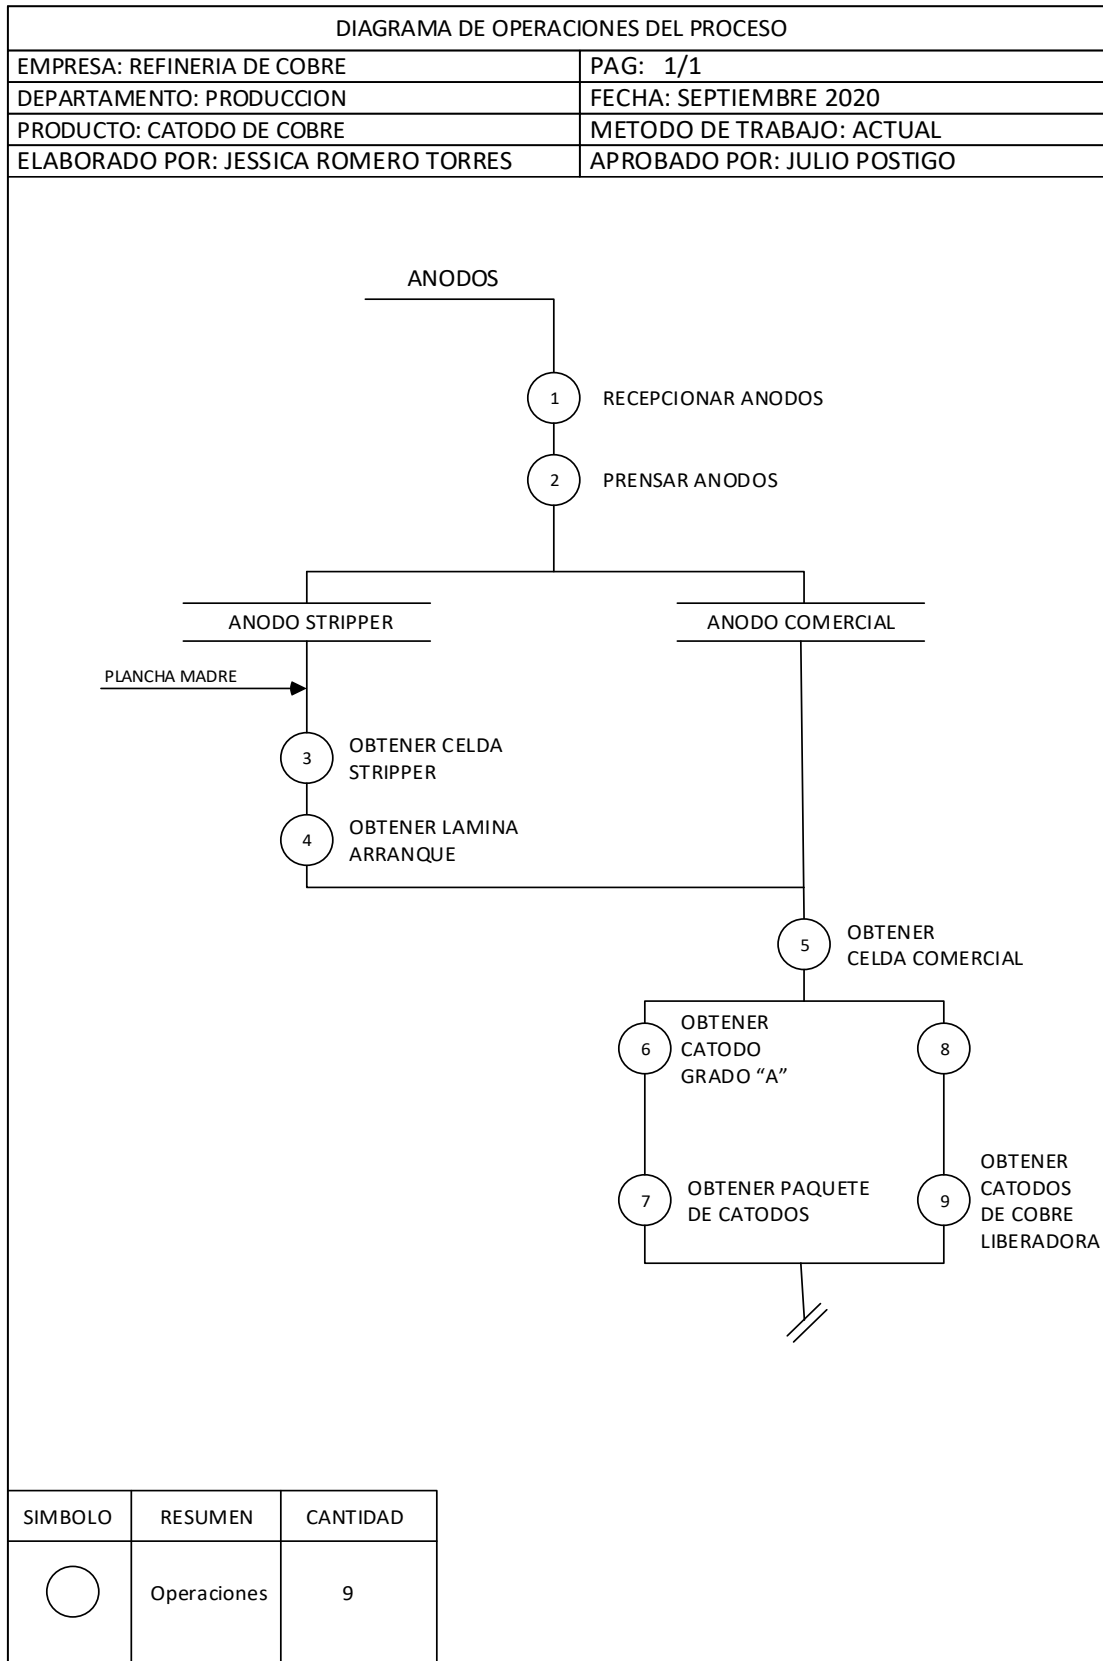 DIAGRAMA DE OPERACIONES DEL PROCESO
EMPRESA: REFINERIA DE COBRE
PAG: 1/1
DEPARTAMENTO: PRODUCCION
FECHA: SEPTIEMBRE 2020
PRODUCTO: CATODO DE COBRE
METODO DE TRABAJO: ACTUAL
ELABORADO POR: JESSICA ROMERO TORRES
APROBADO POR: JULIO POSTIGO
ANODOS
1
RECEPCIONAR ANODOS
2
PRENSAR ANODOS
ANODO STRIPPER
ANODO COMERCIAL
PLANCHA MADRE
3
OBTENER CELDA
STRIPPER
4
OBTENER LAMINA
ARRANQUE
5
OBTENER
CELDA COMERCIAL
6
OBTENER
CATODO
GRADO “A”
8
7
OBTENER PAQUETE
DE CATODOS
9
OBTENER
CATODOS
DE COBRE
LIBERADORA
SIMBOLO
RESUMEN
CANTIDAD
Operaciones
9